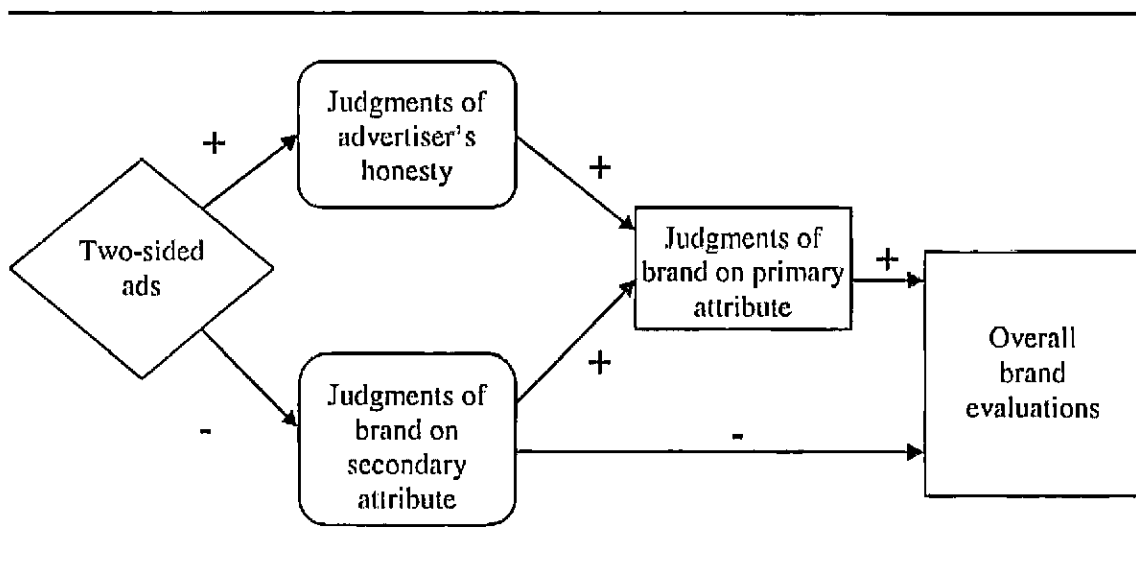 Judgments of
advertiser's
honesty
+
+
Two-sided
ads
Judgments of
brand on primary
attribute
+
Overall
brand
evaluations
-
+
Judgments of
brand on
secondary
attribute
-